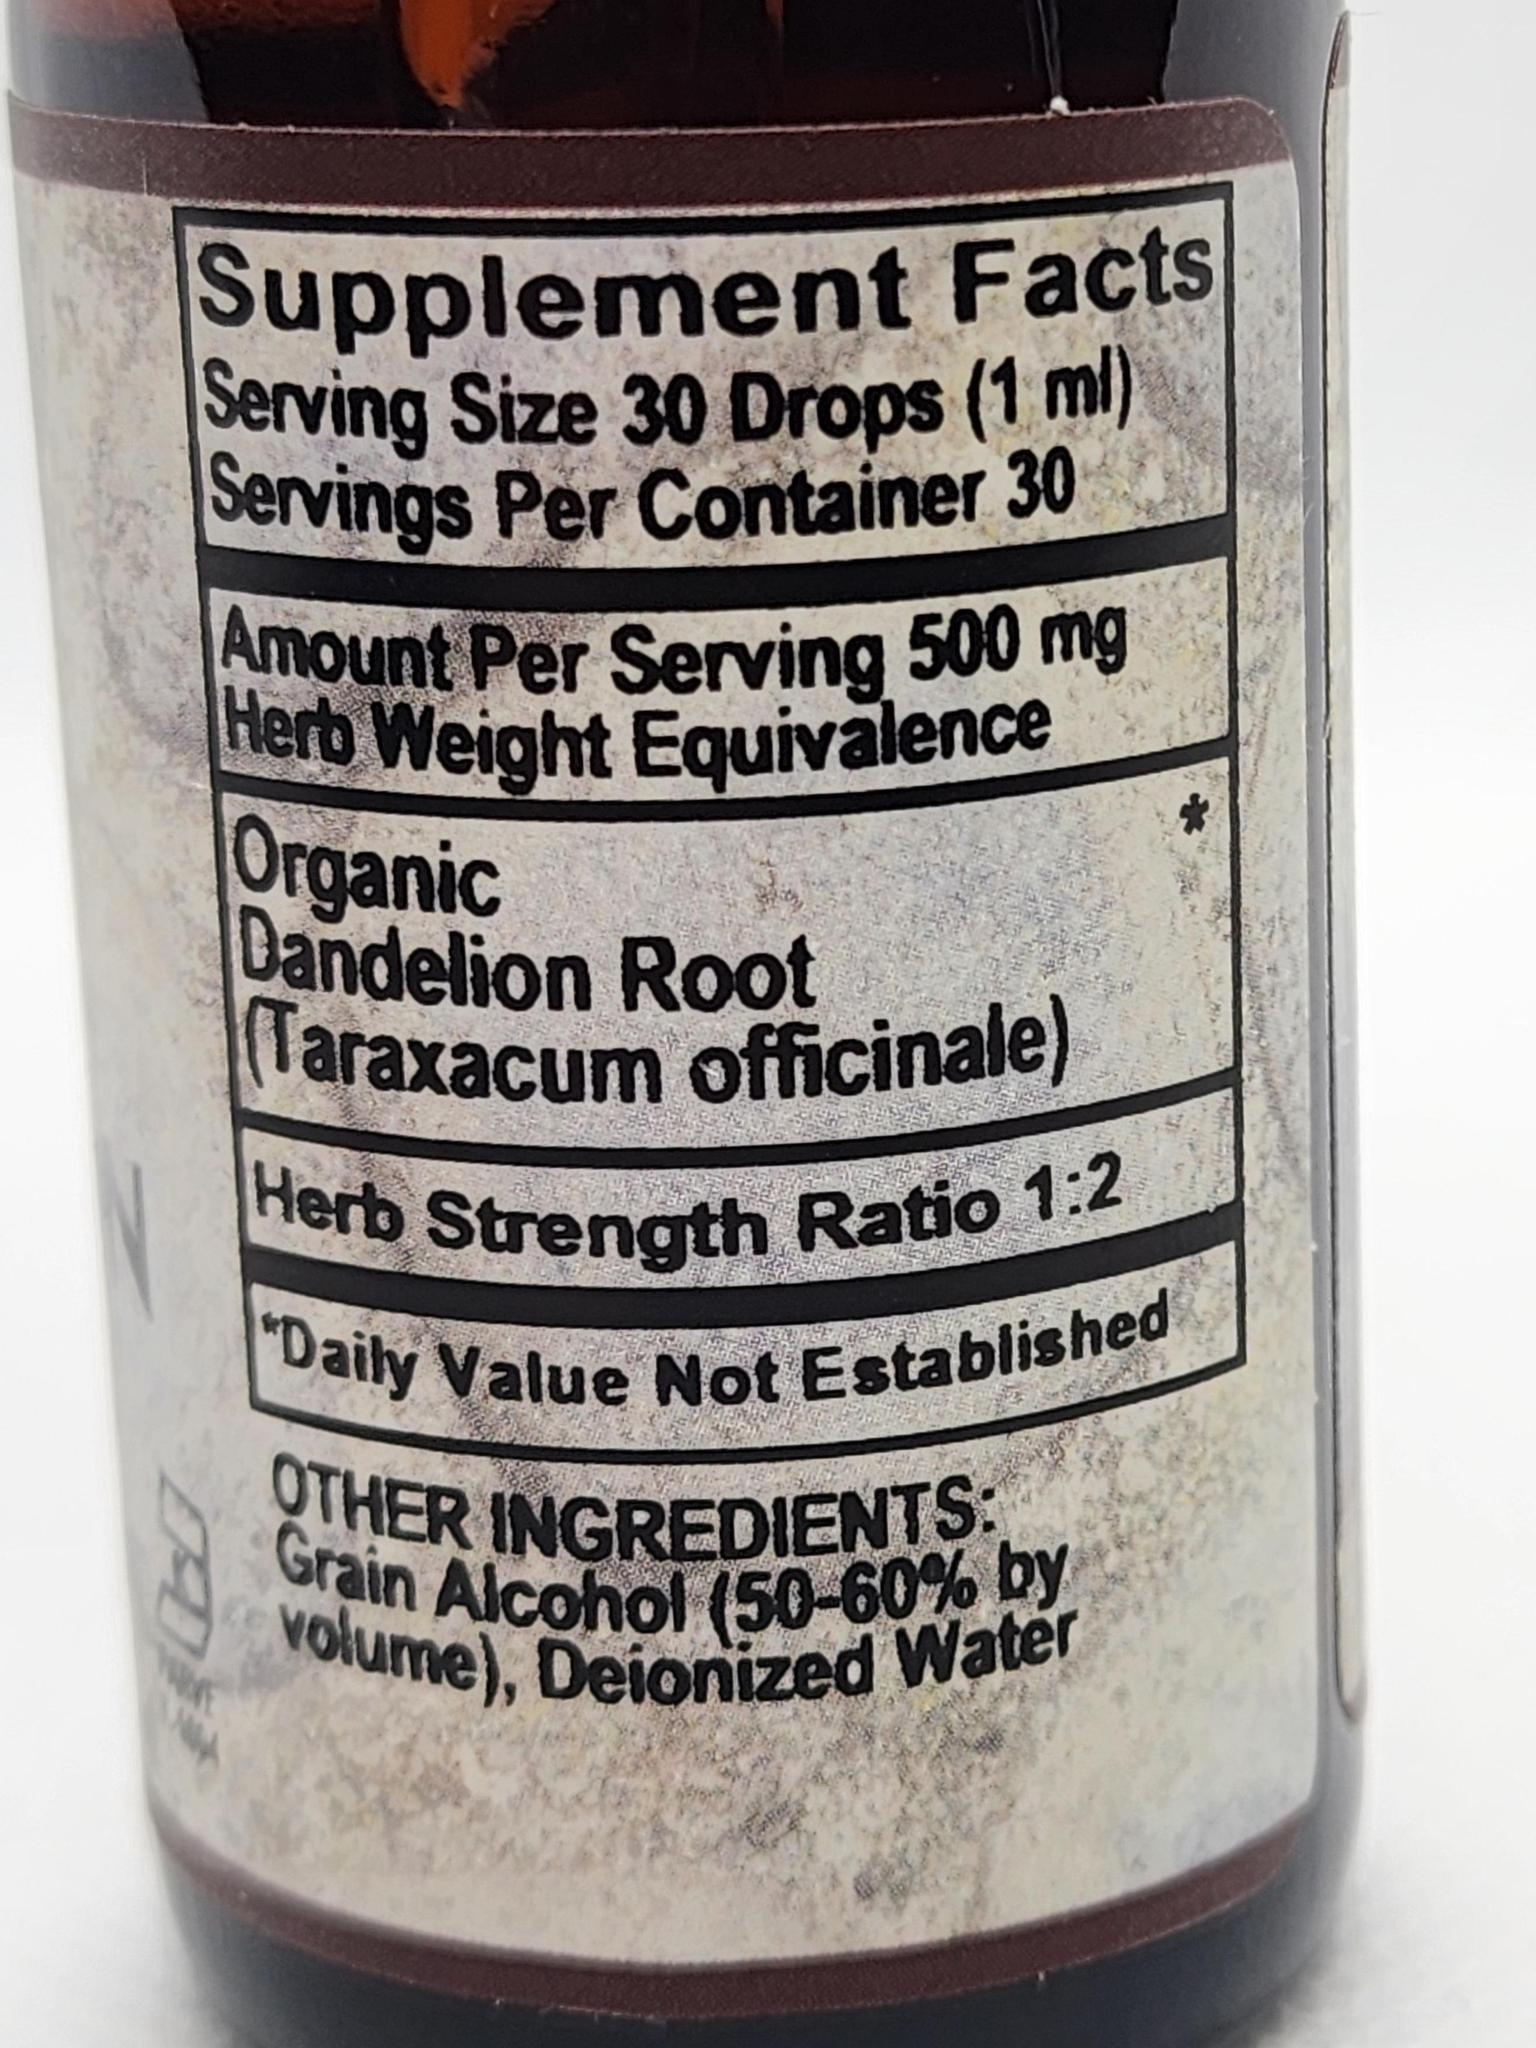 Supplement Facts
Serving Size 30 Drops (1 ml)
Servings Per Container 30
Amount Per Serving 500 mg
Herb Weight Equivalence
*
Organic
Dandelion Root
(Taraxacum officinale)
Herb Strength Ratio 1:2
*Daily Value Not Established
OTHER INGREDIENTS:
Grain Alcohol (50-60% by
volume), Deionized Water